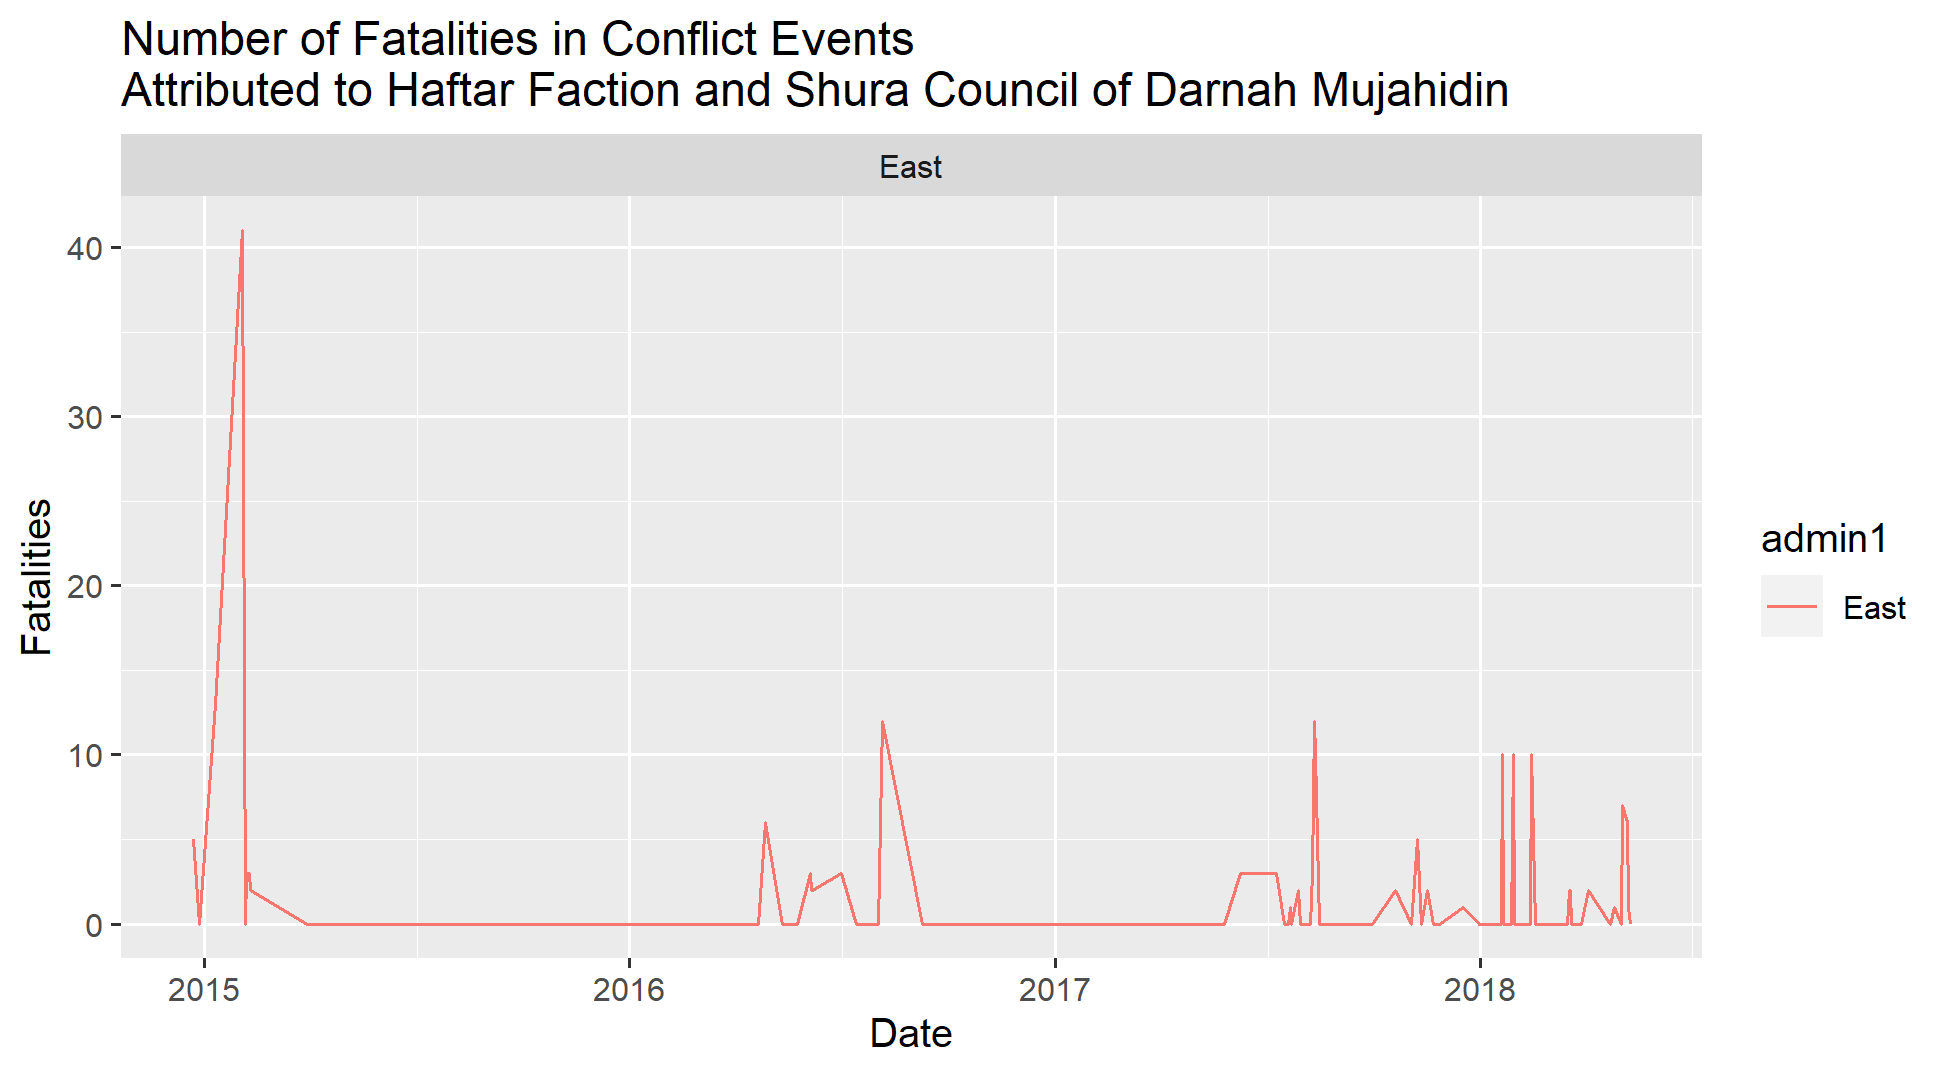 Number of Fatalities in Conflict Events
Attributed to Haftar Faction and Shura Council of Darnah Mujahidin
East
40
30
20
10
0
Fatalities
2015
2016
2017
2018
Date
admin1
East